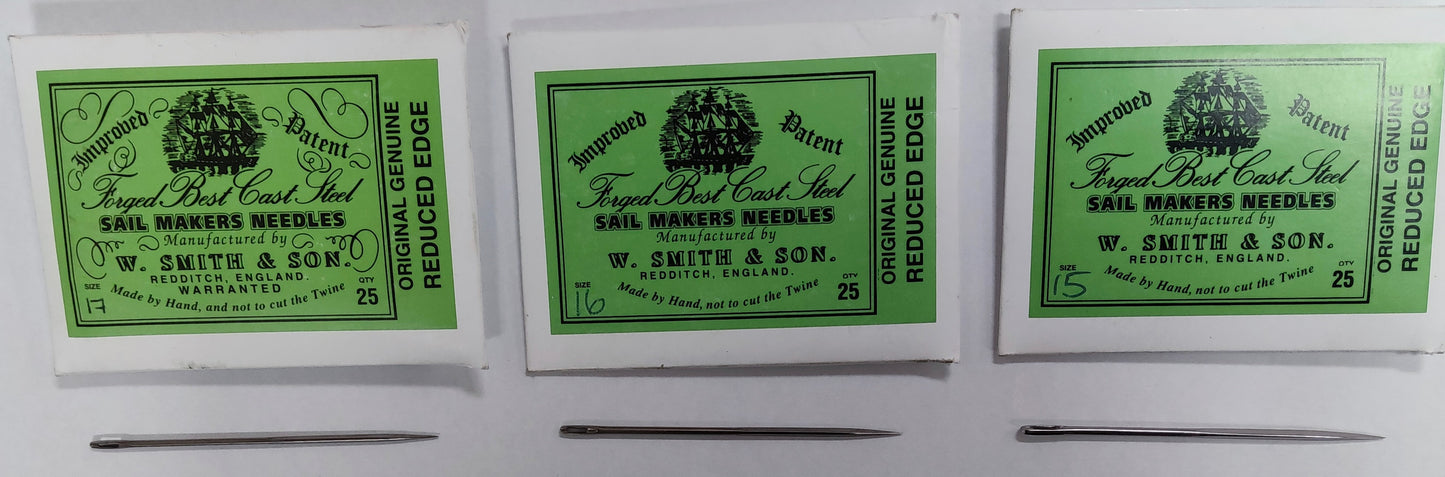 Improved Patent
Forged Best Cast Steel
SAIL MAKERS NEEDLES
Manufactured by
W. SMITH & SON.
REDDITCH, ENGLAND.
WARRANTED
Made by Hand, and not to cut the Twine
SIZE 17
QTY 25
ORIGINAL GENUINE
REDUCED EDGE
Improved Patent
Forged Best Cast Steel
SAIL MAKERS NEEDLES
Manufactured by
W. SMITH & SON.
REDDITCH, ENGLAND.
Made by Hand, not to cut the Twine
SIZE 16
QTY 25
ORIGINAL GENUINE
REDUCED EDGE
Improved Patent
Forged Best Cast Steel
SAIL MAKERS NEEDLES
Manufactured by
W. SMITH & SON.
REDDITCH, ENGLAND.
Made by Hand, not to cut the Twine
SIZE 15
QTY 25
ORIGINAL GENUINE
REDUCED EDGE